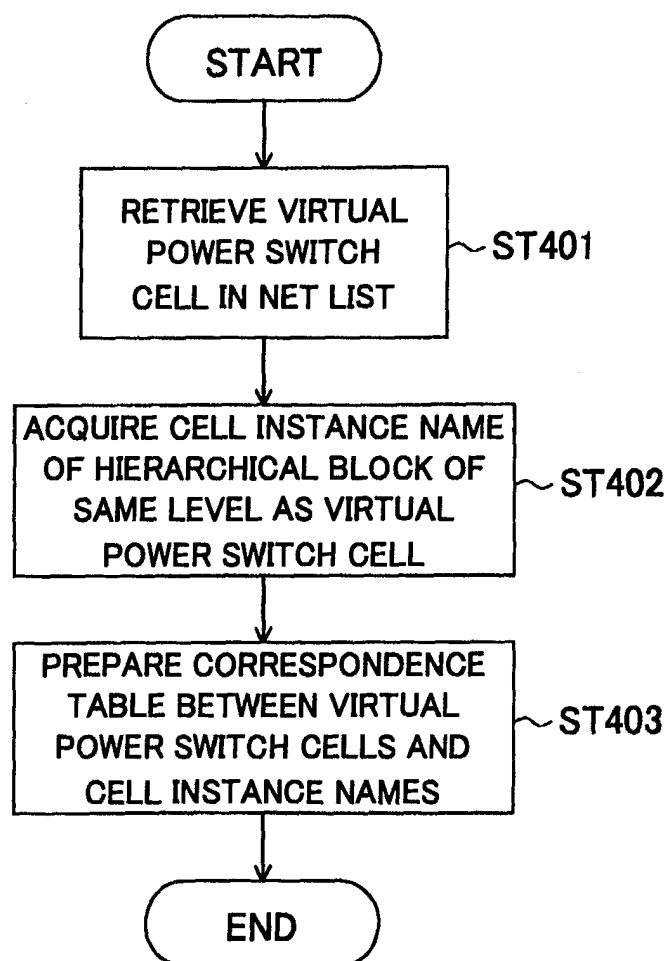 START
RETRIEVE VIRTUAL
POWER SWITCH
CELL IN NET LIST
ST401
ACQUIRE CELL INSTANCE NAME
OF HIERARCHICAL BLOCK OF
SAME LEVEL AS VIRTUAL
POWER SWITCH CELL
ST402
PREPARE CORRESPONDENCE
TABLE BETWEEN VIRTUAL
POWER SWITCH CELLS AND
CELL INSTANCE NAMES
ST403
END